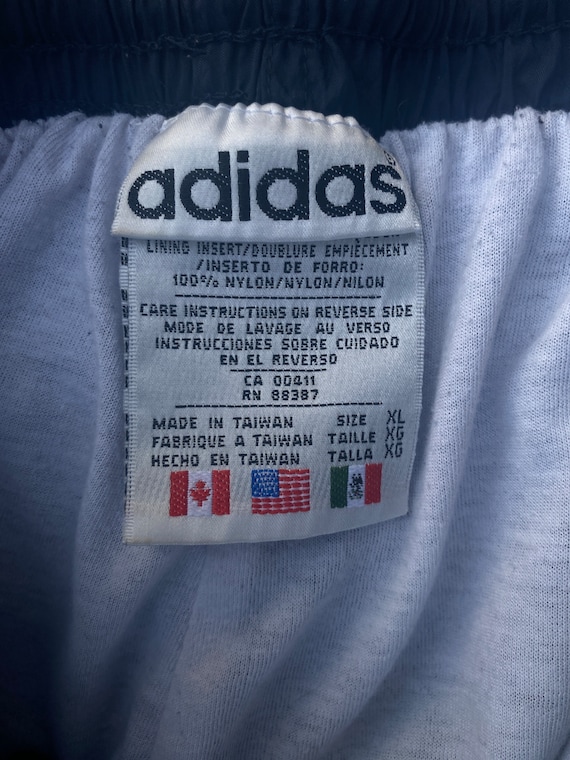 adidas
LINING INSERT/DOUBLURE EMPIÈCEMENT
/INSERTO DE FORRO:
100% NYLON/NYLON/NILON
CARE INSTRUCTIONS ON REVERSE SIDE
MODE DE LAVAGE AU VERSO
INSTRUCCIONES SOBRE CUIDADO
EN EL REVERSO
CA 00411
RN 88387
MADE IN TAIWAN SIZE XL
FABRIQUE A TAIWAN TAILLE XG
HECHO EN TAIWAN TALLA XG